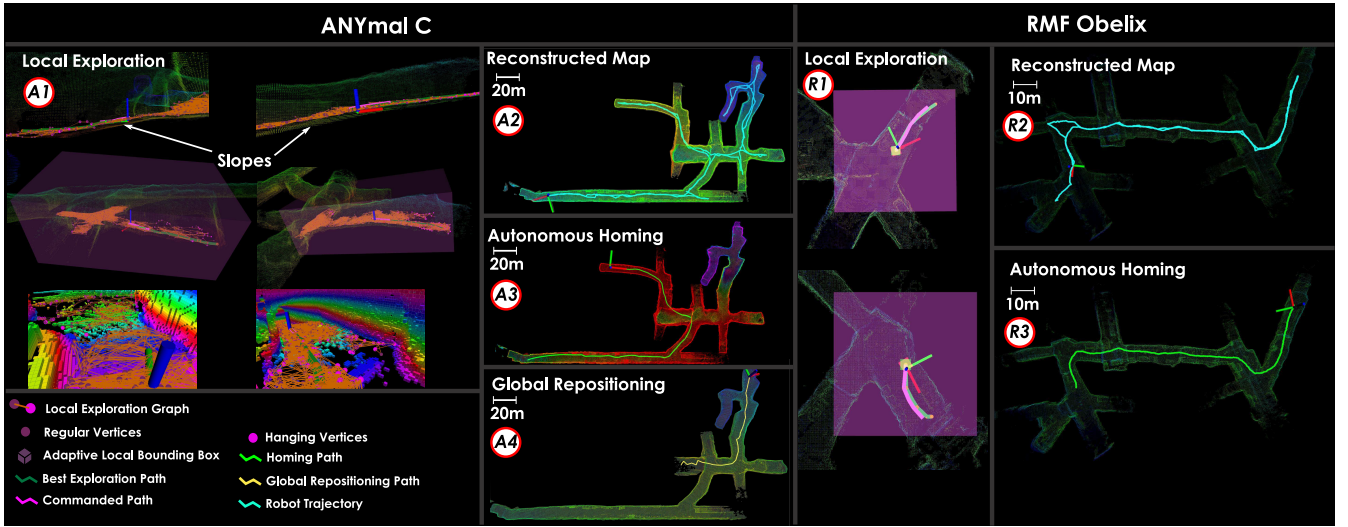 ANYmal C
RMF Obelix
Local Exploration
A1
Slopes
Reconstructed Map
20m
A2
Autonomous Homing
20m
A3
Global Repositioning
20m
A4
Local Exploration
R1
Reconstructed Map
10m
R2
Autonomous Homing
10m
R3
Local Exploration Graph
Regular Vertices
Adaptive Local Bounding Box
Best Exploration Path
Commanded Path
Hanging Vertices
Homing Path
Global Repositioning Path
Robot Trajectory